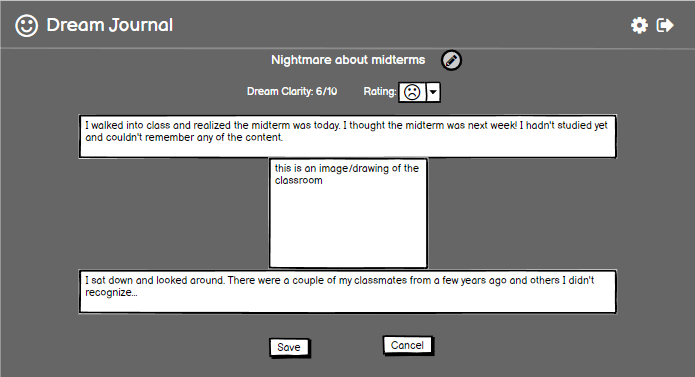 Dream Journal
Nightmare about midterms
Dream Clarity: 6/10 Rating:
I walked into class and realized the midterm was today. I thought the midterm was next week! I hadn't studied yet
and couldn't remember any of the content.
this is an image/drawing of the
classroom
I sat down and looked around. There were a couple of my classmates from a few years ago and others I didn't
recognize...
Save Cancel